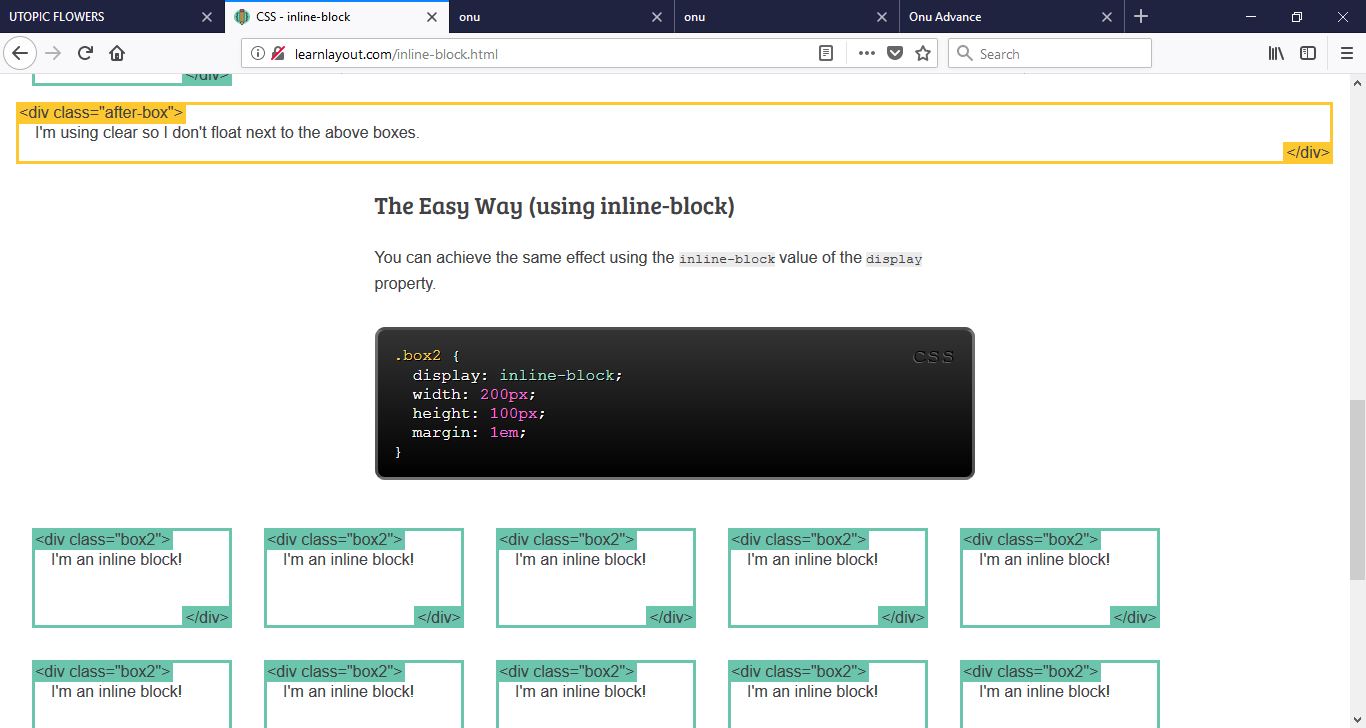 UTOPIC FLOWERS
CSS - inline-block
onu
onu
Onu Advance
learnlayout.com/inline-block.html
Search
</div>
<div class="after-box">
I'm using clear so I don't float next to the above boxes.
</div>
The Easy Way (using inline-block)
You can achieve the same effect using the inline-block value of the display
property.
CSS
.box2 {
display: inline-block;
width: 200px;
height: 100px;
margin: 1em;
}
<div class="box2"> <div class="box2"> <div class="box2"> <div class="box2"> <div class="box2">
I'm an inline block! I'm an inline block! I'm an inline block! I'm an inline block! I'm an inline block!
</div> </div> </div> </div> </div>
<div class="box2"> <div class="box2"> <div class="box2"> <div class="box2"> <div class="box2">
I'm an inline block! I'm an inline block! I'm an inline block! I'm an inline block! I'm an inline block!